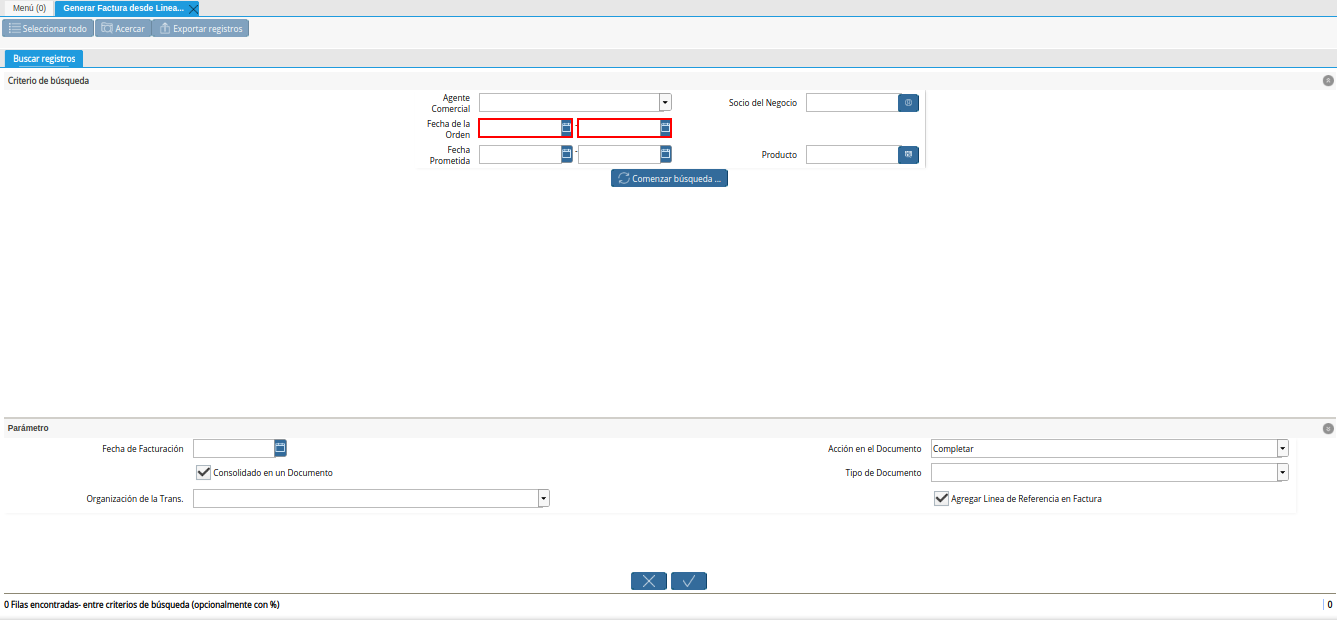 Menú (0) Generar Factura desde Línea...
Seleccionar todo Acercar Exportar registros
Buscar registros
Criterio de búsqueda
Agente
Comercial
Socio del Negocio
Fecha de la
Orden
-
Fecha
Prometida
-
Producto
Comenzar búsqueda ...
Parámetro
Fecha de Facturación
Acción en el Documento Completar
Consolidado en un Documento
Tipo de Documento
Organización de la Trans.
Agregar Linea de Referencia en Factura
0 Filas encontradas- entre criterios de búsqueda (opcionalmente con %)
0